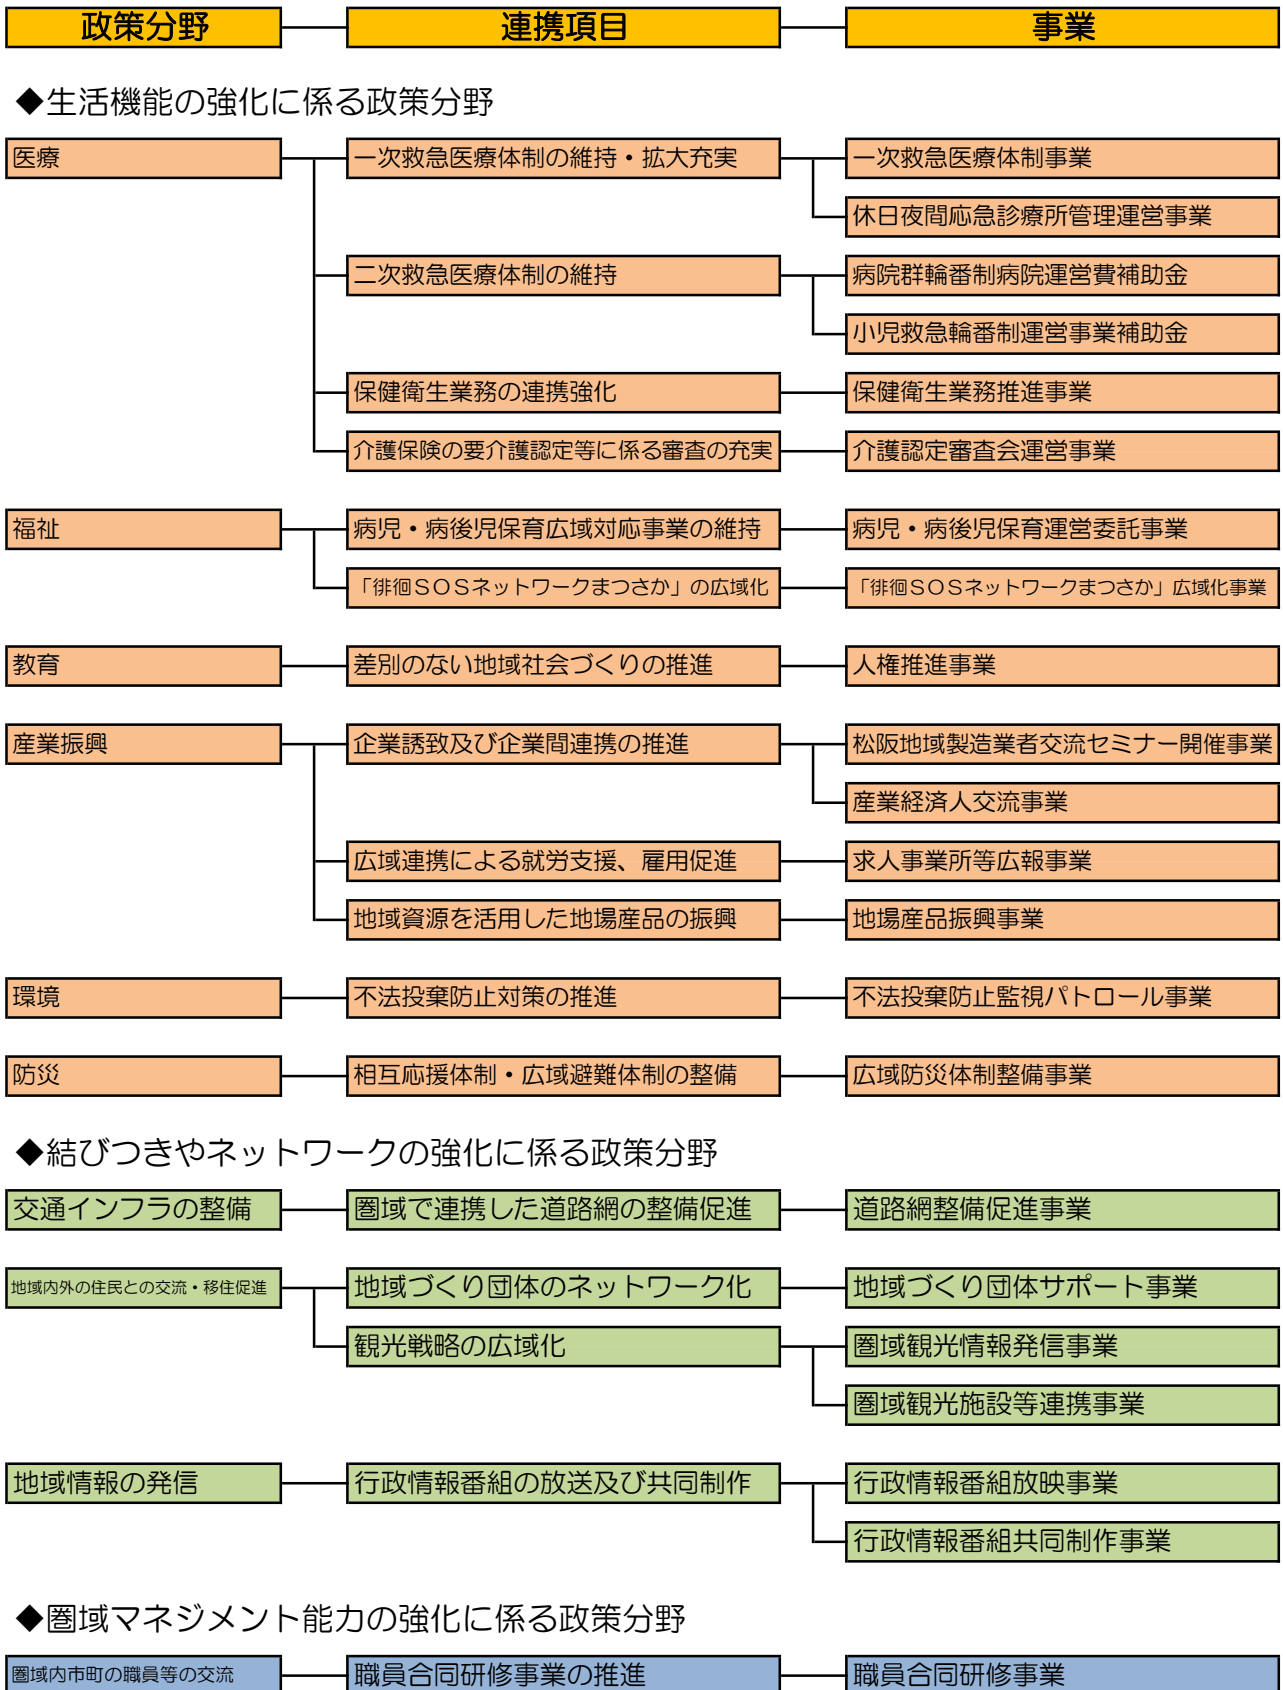 政策分野 連携項目 事業
◆生活機能の強化に係る政策分野
医療 一次救急医療体制の維持・拡大充実 一次救急医療体制事業
休日夜間応急診療所管理運営事業
二次救急医療体制の維持 病院群輪番制病院運営費補助金
小児救急輪番制運営事業補助金
保健衛生業務の連携強化 保健衛生業務推進事業
介護保険の要介護認定等に係る審査の充実 介護認定審査会運営事業
福祉 病児・病後児保育広域対応事業の維持 病児・病後児保育運営委託事業
「徘徊SOSネットワークまつさか」の広域化 「徘徊SOSネットワークまつさか」広域化事業
教育 差別のない地域社会づくりの推進 人権推進事業
産業振興 企業誘致及び企業間連携の推進 松阪地域製造業者交流セミナー開催事業
産業経済人交流事業
広域連携による就労支援、雇用促進 求人事業所等広報事業
地域資源を活用した地場産品の振興 地場産品振興事業
環境 不法投棄防止対策の推進 不法投棄防止監視パトロール事業
防災 相互応援体制・広域避難体制の整備 広域防災体制整備事業
◆結びつきやネットワークの強化に係る政策分野
交通インフラの整備 圏域で連携した道路網の整備促進 道路網整備促進事業
地域内外の住民との交流・移住促進 地域づくり団体のネットワーク化 地域づくり団体サポート事業
観光戦略の広域化 圏域観光情報発信事業
圏域観光施設等連携事業
地域情報の発信 行政情報番組の放送及び共同制作 行政情報番組放映事業
行政情報番組共同制作事業
◆圏域マネジメント能力の強化に係る政策分野
圏域内市町の職員等の交流 職員合同研修事業の推進 職員合同研修事業